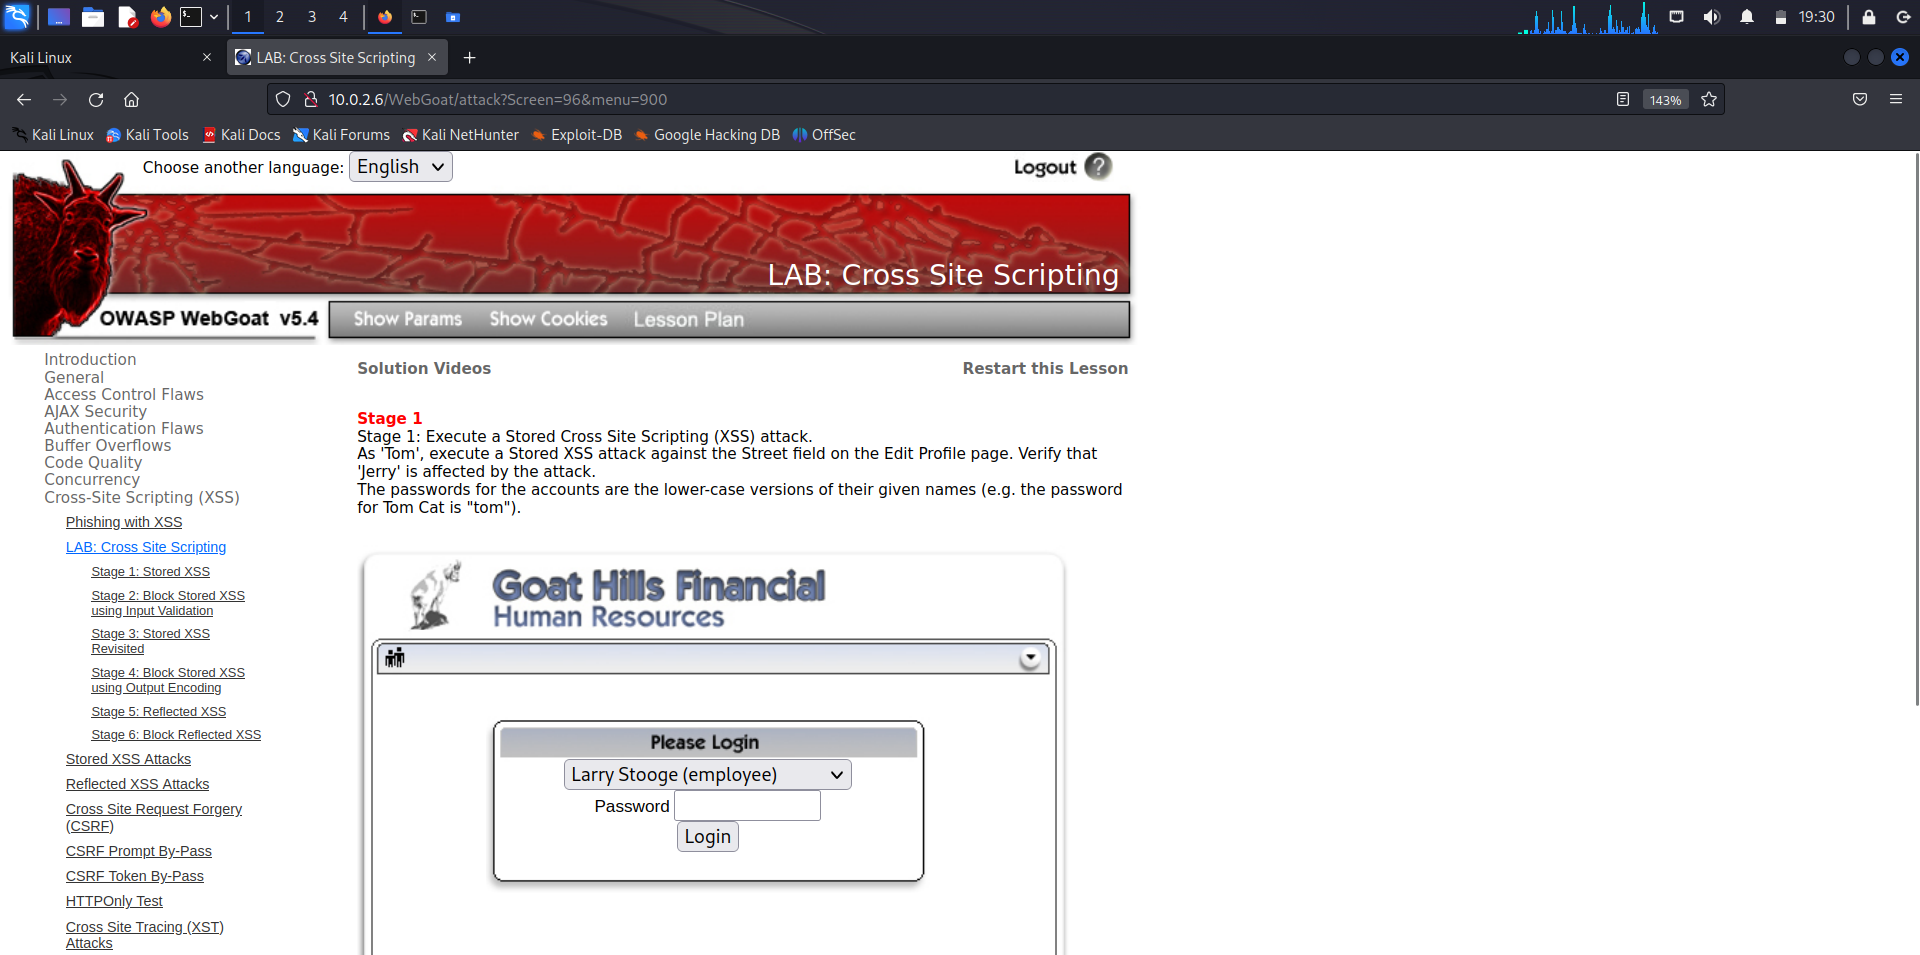 1 2 3 4 19:30
Kali Linux × LAB: Cross Site Scripting × +
10.0.2.6/WebGoat/attack?Screen=96&menu=900 143%
Kali Linux Kali Tools Kali Docs Kali Forums Kali NetHunter Exploit-DB Google Hacking DB OffSec
Choose another language: English Logout ?
LAB: Cross Site Scripting
OWASP WebGoat v5.4 Show Params Show Cookies Lesson Plan
Introduction
General
Access Control Flaws
AJAX Security
Authentication Flaws
Buffer Overflows
Code Quality
Concurrency
Cross-Site Scripting (XSS)
Phishing with XSS
LAB: Cross Site Scripting
Stage 1: Stored XSS
Stage 2: Block Stored XSS
using Input Validation
Stage 3: Stored XSS
Revisited
Stage 4: Block Stored XSS
using Output Encoding
Stage 5: Reflected XSS
Stage 6: Block Reflected XSS
Stored XSS Attacks
Reflected XSS Attacks
Cross Site Request Forgery
(CSRF)
CSRF Prompt By-Pass
CSRF Token By-Pass
HTTPOnly Test
Cross Site Tracing (XST)
Attacks
Solution Videos Restart this Lesson
Stage 1
Stage 1: Execute a Stored Cross Site Scripting (XSS) attack.
As 'Tom', execute a Stored XSS attack against the Street field on the Edit Profile page. Verify that
'Jerry' is affected by the attack.
The passwords for the accounts are the lower-case versions of their given names (e.g. the password
for Tom Cat is "tom").
Goat Hills Financial
Human Resources
Please Login
Larry Stooge (employee)
Password
Login